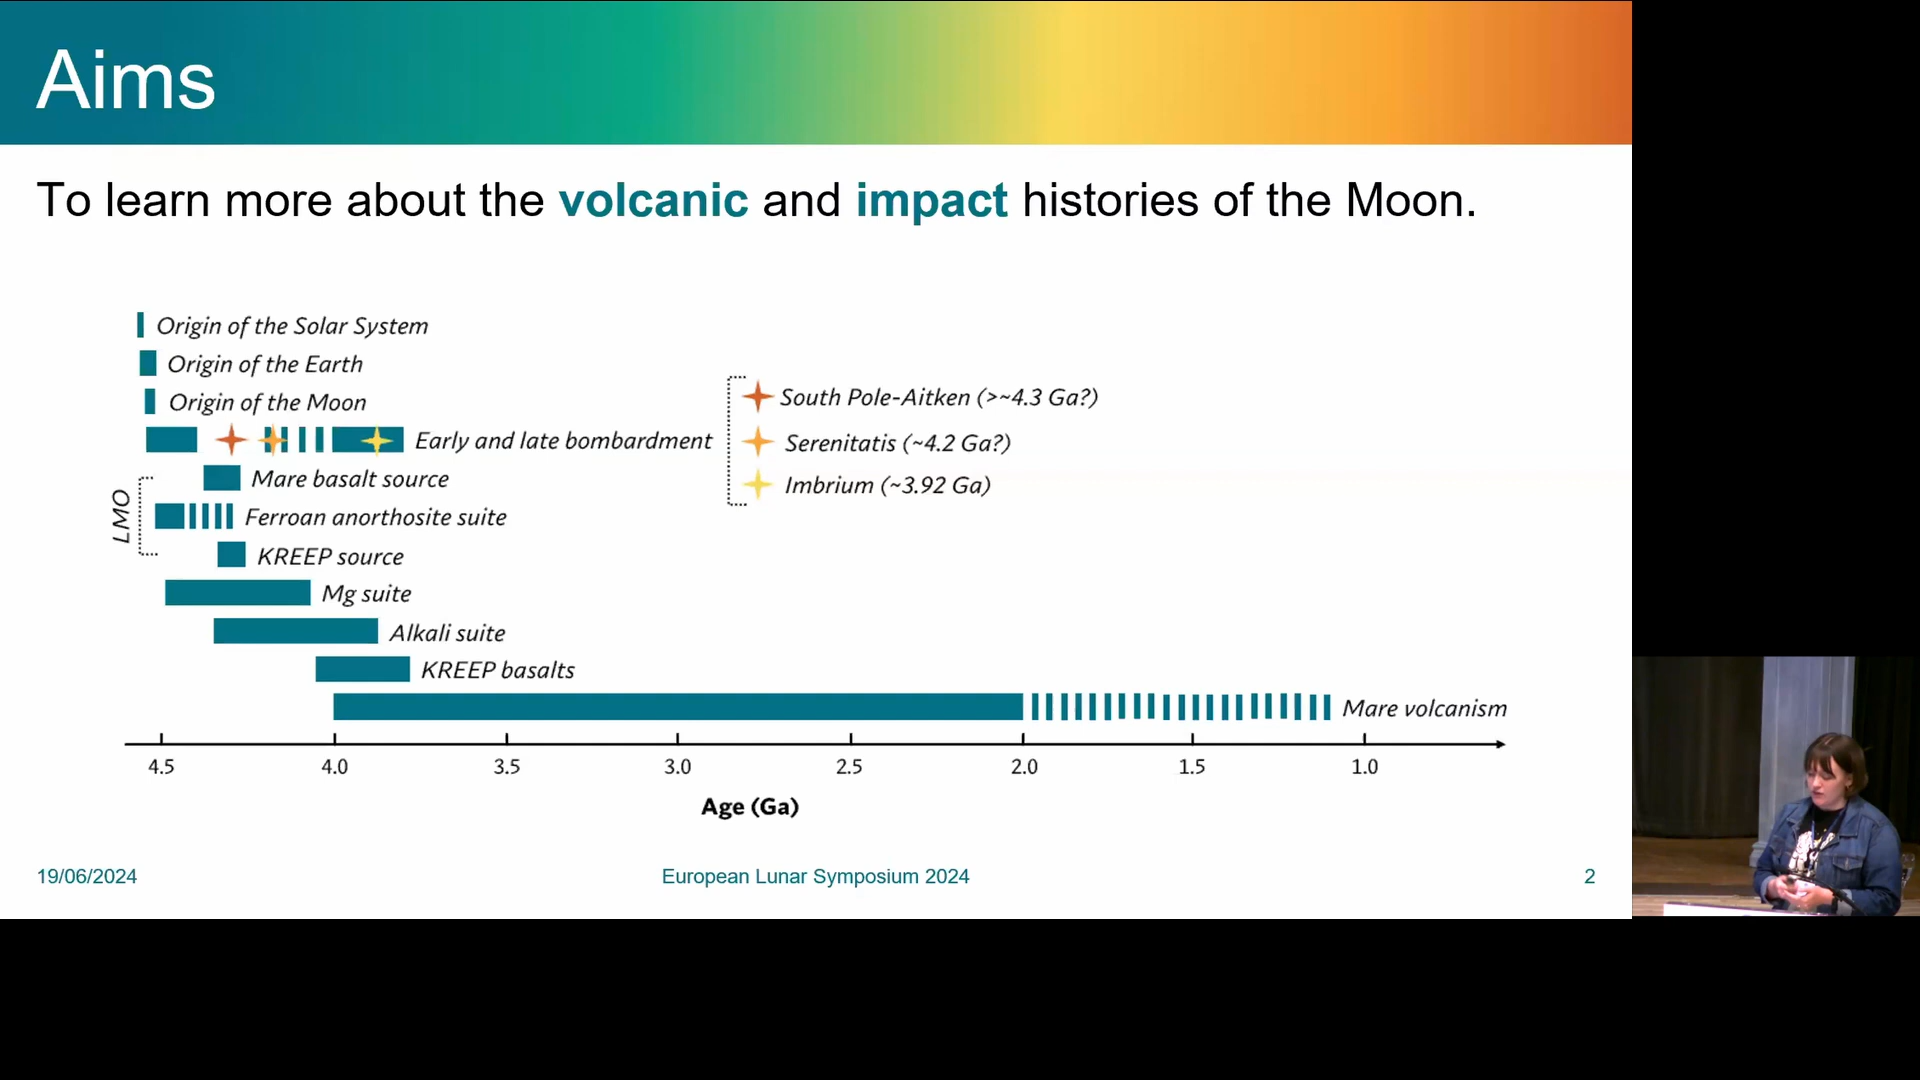 Aims
To learn more about the volcanic and impact histories of the Moon.
Origin of the Solar System
Origin of the Earth
Origin of the Moon
Early and late bombardment
South Pole-Aitken (>~4.3 Ga?)
Serenitatis (~4.2 Ga?)
Imbrium (~3.92 Ga)
LMO
Mare basalt source
Ferroan anorthosite suite
KREEP source
Mg suite
Alkali suite
KREEP basalts
Mare volcanism
4.5 4.0 3.5 3.0 2.5 2.0 1.5 1.0
Age (Ga)
19/06/2024 European Lunar Symposium 2024 2